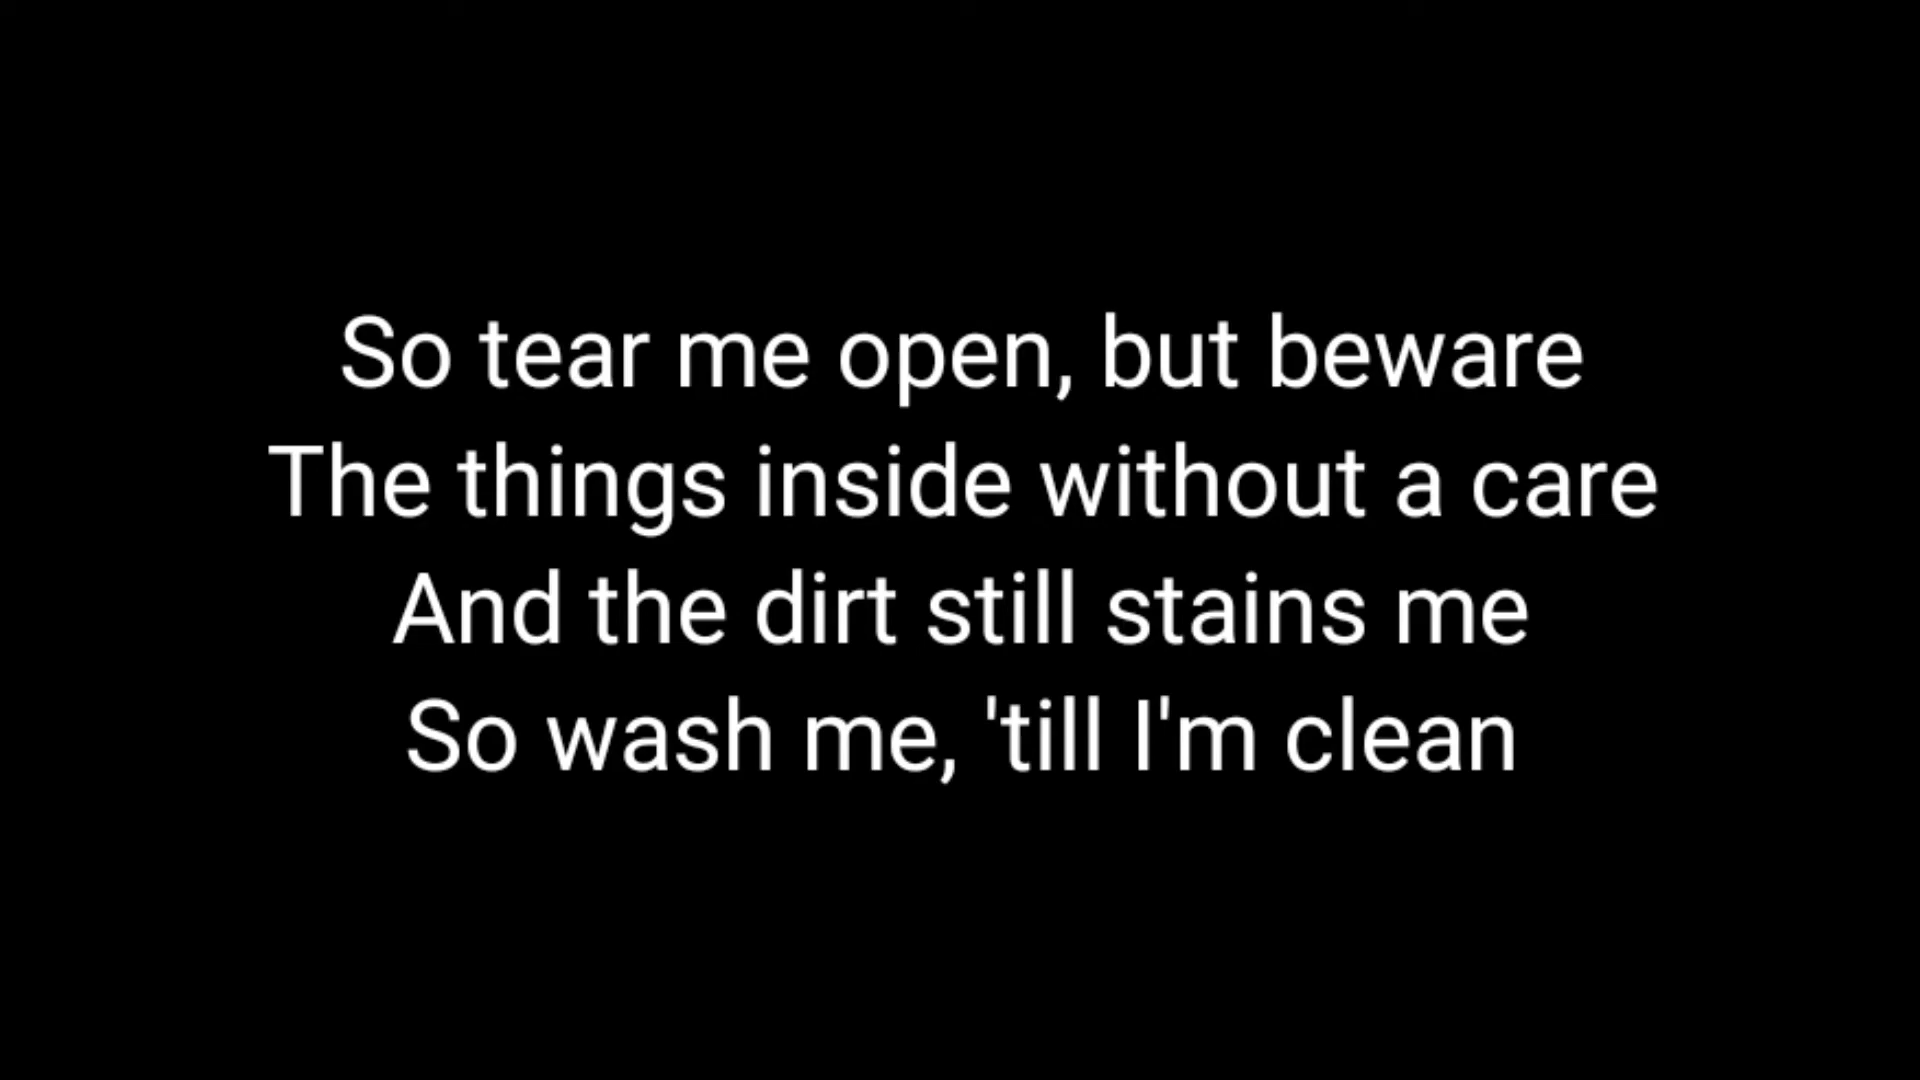 So tear me open, but beware
The things inside without a care
And the dirt still stains me
So wash me, 'till I'm clean